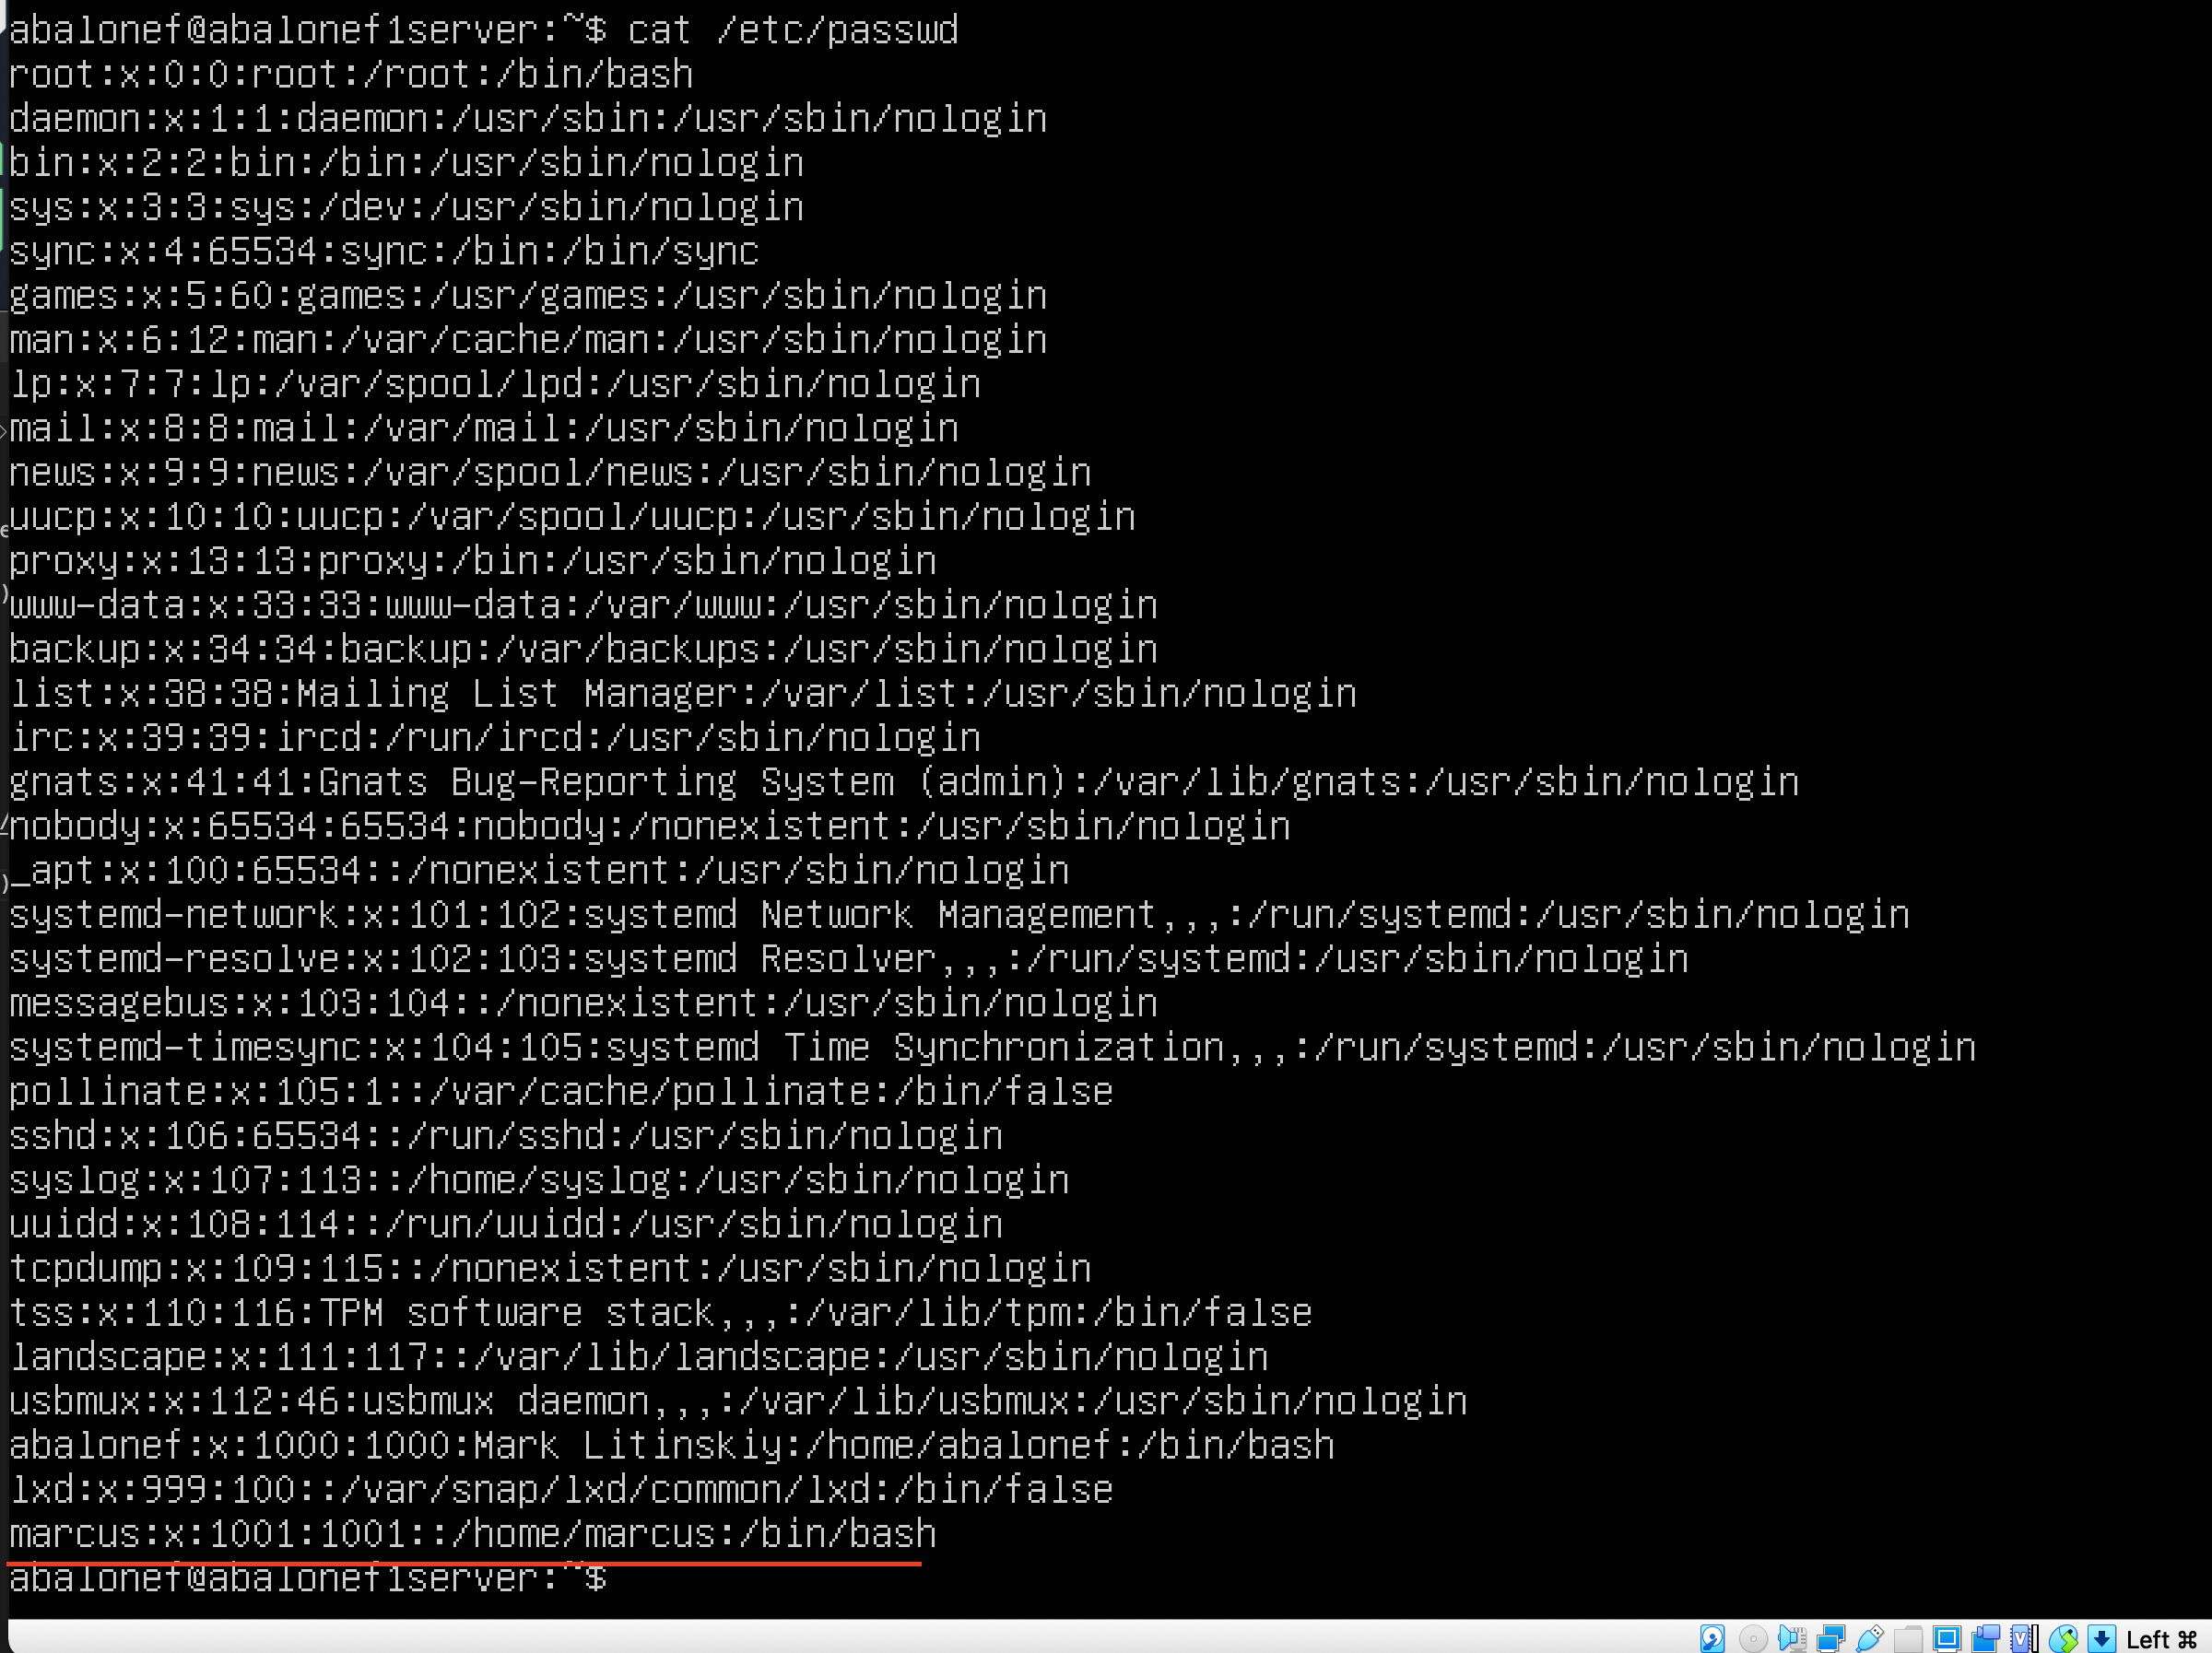 abalonef@abalonef1server:~$ cat /etc/passwd
root:x:0:0:root:/root:/bin/bash
daemon:x:1:1:daemon:/usr/sbin:/usr/sbin/nologin
bin:x:2:2:bin:/bin:/usr/sbin/nologin
sys:x:3:3:sys:/dev:/usr/sbin/nologin
sync:x:4:65534:sync:/bin:/bin/sync
games:x:5:60:games:/usr/games:/usr/sbin/nologin
man:x:6:12:man:/var/cache/man:/usr/sbin/nologin
lp:x:7:7:lp:/var/spool/lpd:/usr/sbin/nologin
mail:x:8:8:mail:/var/mail:/usr/sbin/nologin
news:x:9:9:news:/var/spool/news:/usr/sbin/nologin
uucp:x:10:10:uucp:/var/spool/uucp:/usr/sbin/nologin
proxy:x:13:13:proxy:/bin:/usr/sbin/nologin
www-data:x:33:33:www-data:/var/www:/usr/sbin/nologin
backup:x:34:34:backup:/var/backups:/usr/sbin/nologin
list:x:38:38:Mailing List Manager:/var/list:/usr/sbin/nologin
irc:x:39:39:ircd:/run/ircd:/usr/sbin/nologin
gnats:x:41:41:Gnats Bug-Reporting System (admin):/var/lib/gnats:/usr/sbin/nologin
nobody:x:65534:65534:nobody:/nonexistent:/usr/sbin/nologin
_apt:x:100:65534::/nonexistent:/usr/sbin/nologin
systemd-network:x:101:102:systemd Network Management,,,:/run/systemd:/usr/sbin/nologin
systemd-resolve:x:102:103:systemd Resolver,,,:/run/systemd:/usr/sbin/nologin
messagebus:x:103:104::/nonexistent:/usr/sbin/nologin
systemd-timesync:x:104:105:systemd Time Synchronization,,,:/run/systemd:/usr/sbin/nologin
pollinate:x:105:1::/var/cache/pollinate:/bin/false
sshd:x:106:65534::/run/sshd:/usr/sbin/nologin
syslog:x:107:113::/home/syslog:/usr/sbin/nologin
uuidd:x:108:114::/run/uuidd:/usr/sbin/nologin
tcpdump:x:109:115::/nonexistent:/usr/sbin/nologin
tss:x:110:116:TPM software stack,,,:/var/lib/tpm:/bin/false
landscape:x:111:117::/var/lib/landscape:/usr/sbin/nologin
usbmux:x:112:46:usbmux daemon,,,:/var/lib/usbmux:/usr/sbin/nologin
abalonef:x:1000:1000:Mark Litinskiy:/home/abalonef:/bin/bash
lxd:x:999:100::/var/snap/lxd/common/lxd:/bin/false
marcus:x:1001:1001::/home/marcus:/bin/bash
abalonef@abalonef1server:~$
Left ⌘